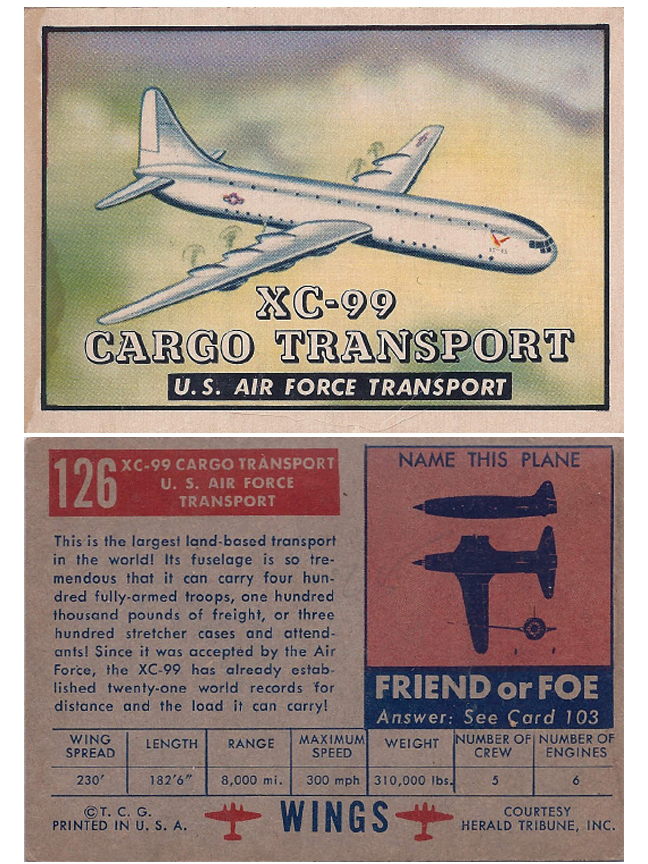 XC-99
CARGO TRANSPORT
U.S. AIR FORCE TRANSPORT
126
XC-99 CARGO TRANSPORT
U. S. AIR FORCE
TRANSPORT
This is the largest land-based transport
in the world! Its fuselage is so tre-
mendous that it can carry four hun-
dred fully-armed troops, one hundred
thousand pounds of freight, or three
hundred stretcher cases and attend-
ants! Since it was accepted by the Air
Force, the XC-99 has already estab-
lished twenty-one world records for
distance and the load it can carry!
NAME THIS PLANE
FRIEND or FOE
Answer: See Card 103
WING SPREAD LENGTH RANGE MAXIMUM SPEED WEIGHT NUMBER OF CREW NUMBER OF ENGINES
230' 182'6" 8,000 mi. 300 mph 310,000 lbs. 5 6
© T. C. G.
PRINTED IN U. S. A.
WINGS
COURTESY
HERALD TRIBUNE, INC.